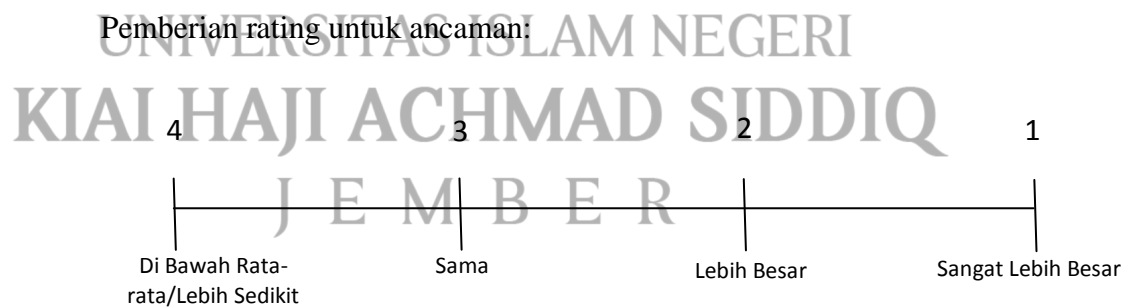 Pemberian rating untuk ancaman:
UNIVERSITAS ISLAM NEGERI
KIAI HAJI ACHMAD SIDDIQ
4 3 2 1
J E M B E R
Di Bawah Rata-
rata/Lebih Sedikit
Sama
Lebih Besar
Sangat Lebih Besar